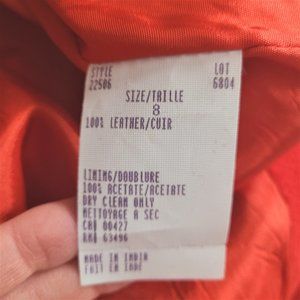 STYLE LOT
22506 6804
SIZE/TAILLE
8
100% LEATHER/CUIR
LINING/DOUBLURE
100% ACETATE/ACETATE
DRY CLEAN ONLY
NETTOYAGE A SEC
CA# 00427
RN# 63496
MADE IN INDIA
FAIT EN INDE